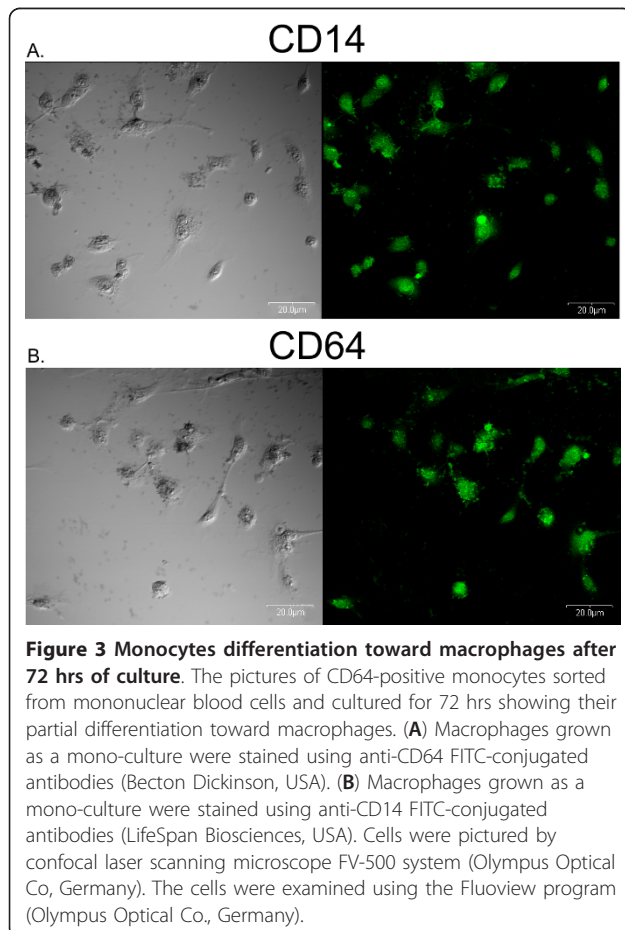 A.
CD14
20.0µm
20.0µm
B.
CD64
20.0µm
20.0µm
Figure 3 Monocytes differentiation toward macrophages after
72 hrs of culture. The pictures of CD64-positive monocytes sorted
from mononuclear blood cells and cultured for 72 hrs showing their
partial differentiation toward macrophages. (A) Macrophages grown
as a mono-culture were stained using anti-CD64 FITC-conjugated
antibodies (Becton Dickinson, USA). (B) Macrophages grown as a
mono-culture were stained using anti-CD14 FITC-conjugated
antibodies (LifeSpan Biosciences, USA). Cells were pictured by
confocal laser scanning microscope FV-500 system (Olympus Optical
Co, Germany). The cells were examined using the Fluoview program
(Olympus Optical Co., Germany).